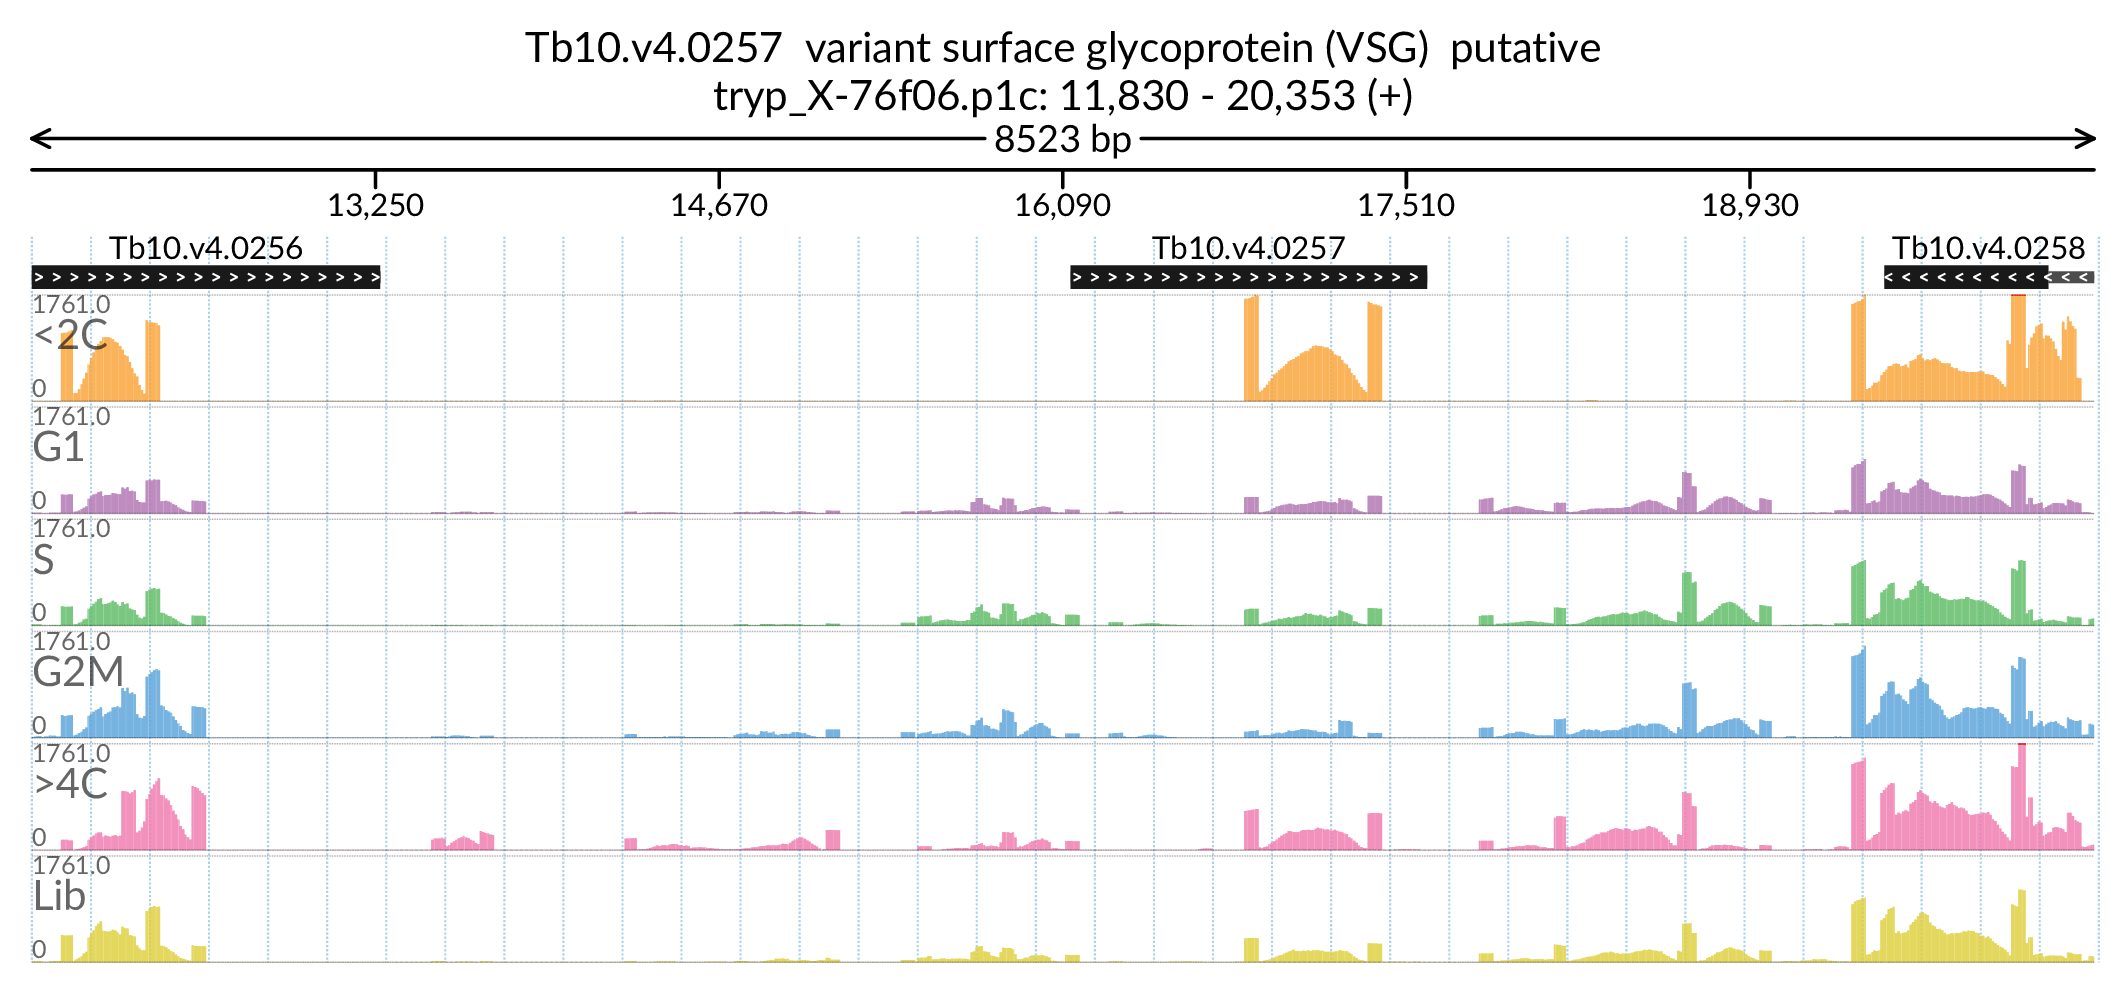 Tb10.v4.0257 variant surface glycoprotein (VSG) putative
tryp_X-76f06.p1c: 11,830 - 20,353 (+)
8523 bp
13,250 14,670 16,090 17,510 18,930
Tb10.v4.0256 Tb10.v4.0257 Tb10.v4.0258
1761.0
<2C
0
1761.0
G1
0
1761.0
S
0
1761.0
G2M
0
1761.0
>4C
0
1761.0
Lib
0